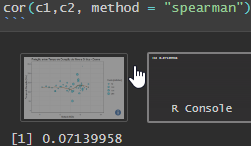 cor(c1,c2, method = "spearman")
```
R Console
[1] 0.07139958